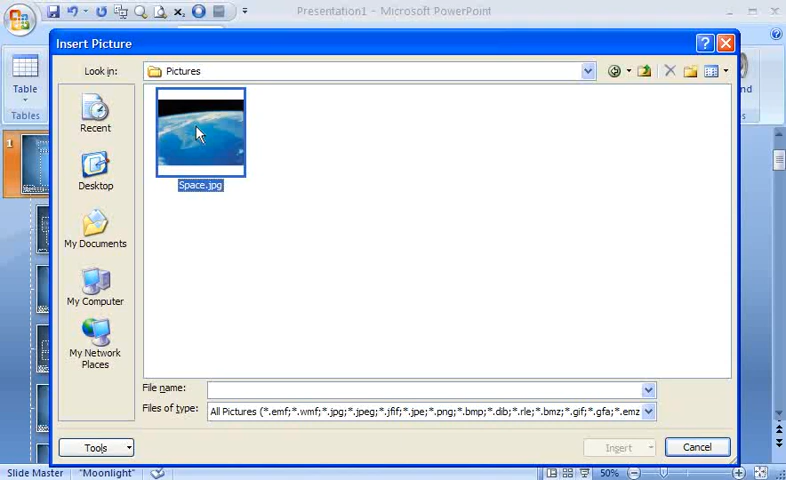 Presentation1 - Microsoft PowerPoint
Insert Picture
Look in:
Pictures
Table
Tables
Recent
Desktop
My Documents
My Computer
My Network
Places
Space.jpg
1
File name:
Files of type:
All Pictures (*.emf;*.wmf;*.jpg;*.jpeg;*.jfif;*.jpe;*.png;*.bmp;*.dib;*.rle;*.bmz;*.gif;*.gfa;*.emz
Tools
Insert
Cancel
Slide Master
"Moonlight"
50%